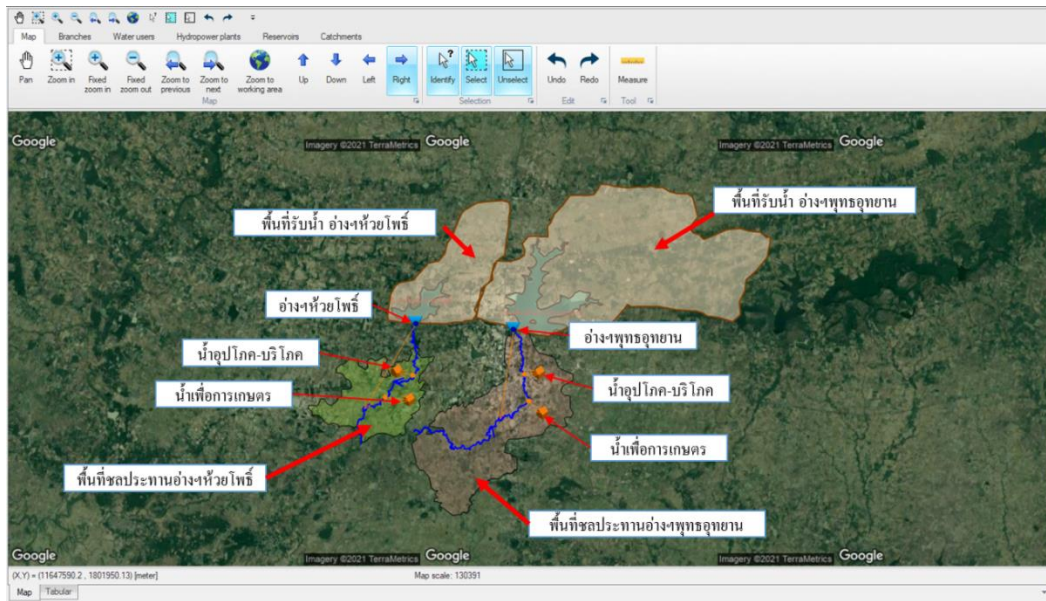 Map Branches Water users Hydropower plants Reservoirs Catchments
Pan Zoom in Fixed zoom in Fixed zoom out Zoom to previous Zoom to next Zoom to working area Up Down Left Right Identify Select Unselect Undo Redo Measure
Map Selection Edit Tool
Google Imagery ©2021 TerraMetrics Google Imagery ©2021 TerraMetrics Google
พื้นที่รับน้ำ อ่างฯพุทธอุทยาน
พื้นที่รับน้ำ อ่างฯห้วยโพธิ์
อ่างฯห้วยโพธิ์
อ่างฯพุทธอุทยาน
น้ำอุปโภค-บริโภค
น้ำอุปโภค-บริโภค
น้ำเพื่อการเกษตร
น้ำเพื่อการเกษตร
พื้นที่ชลประทานอ่างฯห้วยโพธิ์
พื้นที่ชลประทานอ่างฯพุทธอุทยาน
Google Imagery ©2021 TerraMetrics Google Imagery ©2021 TerraMetrics Google
(X,Y) = (11647590.2 , 1801950.13) [meter] Map scale: 130391
Map Tabular